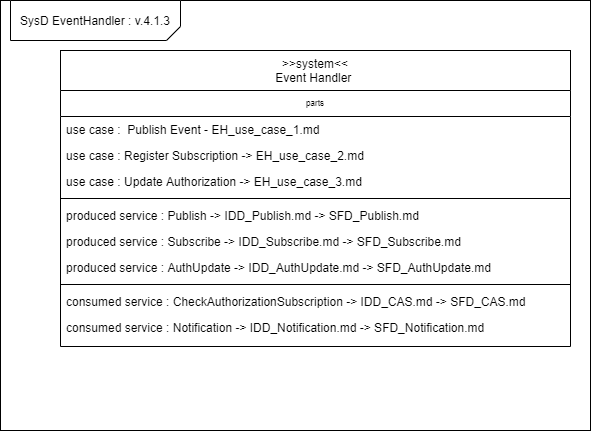 SysD EventHandler : v.4.1.3
>>system<<
Event Handler
parts
use case :  Publish Event - EH_use_case_1.md
use case : Register Subscription -> EH_use_case_2.md
use case : Update Authorization -> EH_use_case_3.md
produced service : Publish -> IDD_Publish.md -> SFD_Publish.md
produced service : Subscribe -> IDD_Subscribe.md -> SFD_Subscribe.md
produced service : AuthUpdate -> IDD_AuthUpdate.md -> SFD_AuthUpdate.md
consumed service : CheckAuthorizationSubscription -> IDD_CAS.md -> SFD_CAS.md
consumed service : Notification -> IDD_Notification.md -> SFD_Notification.md